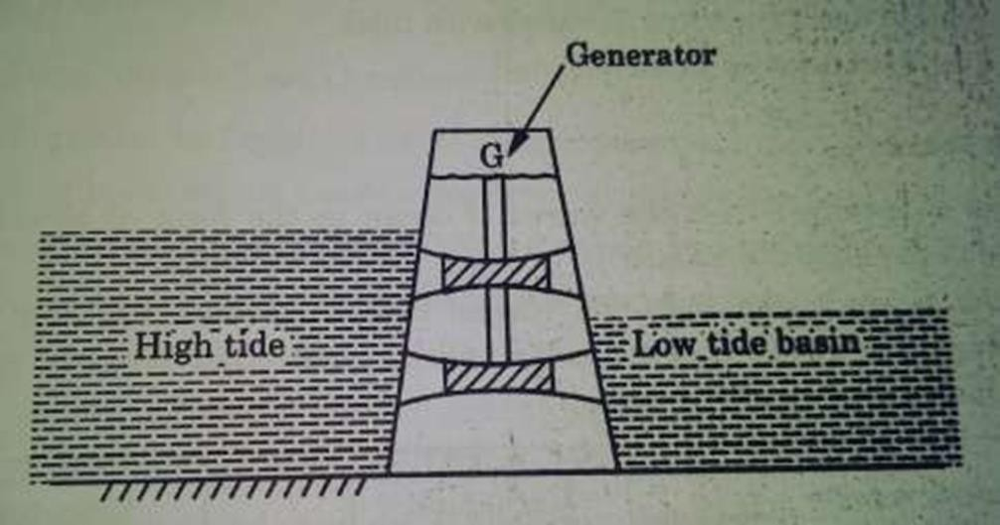 Generator
G
High tide
Low tide basin